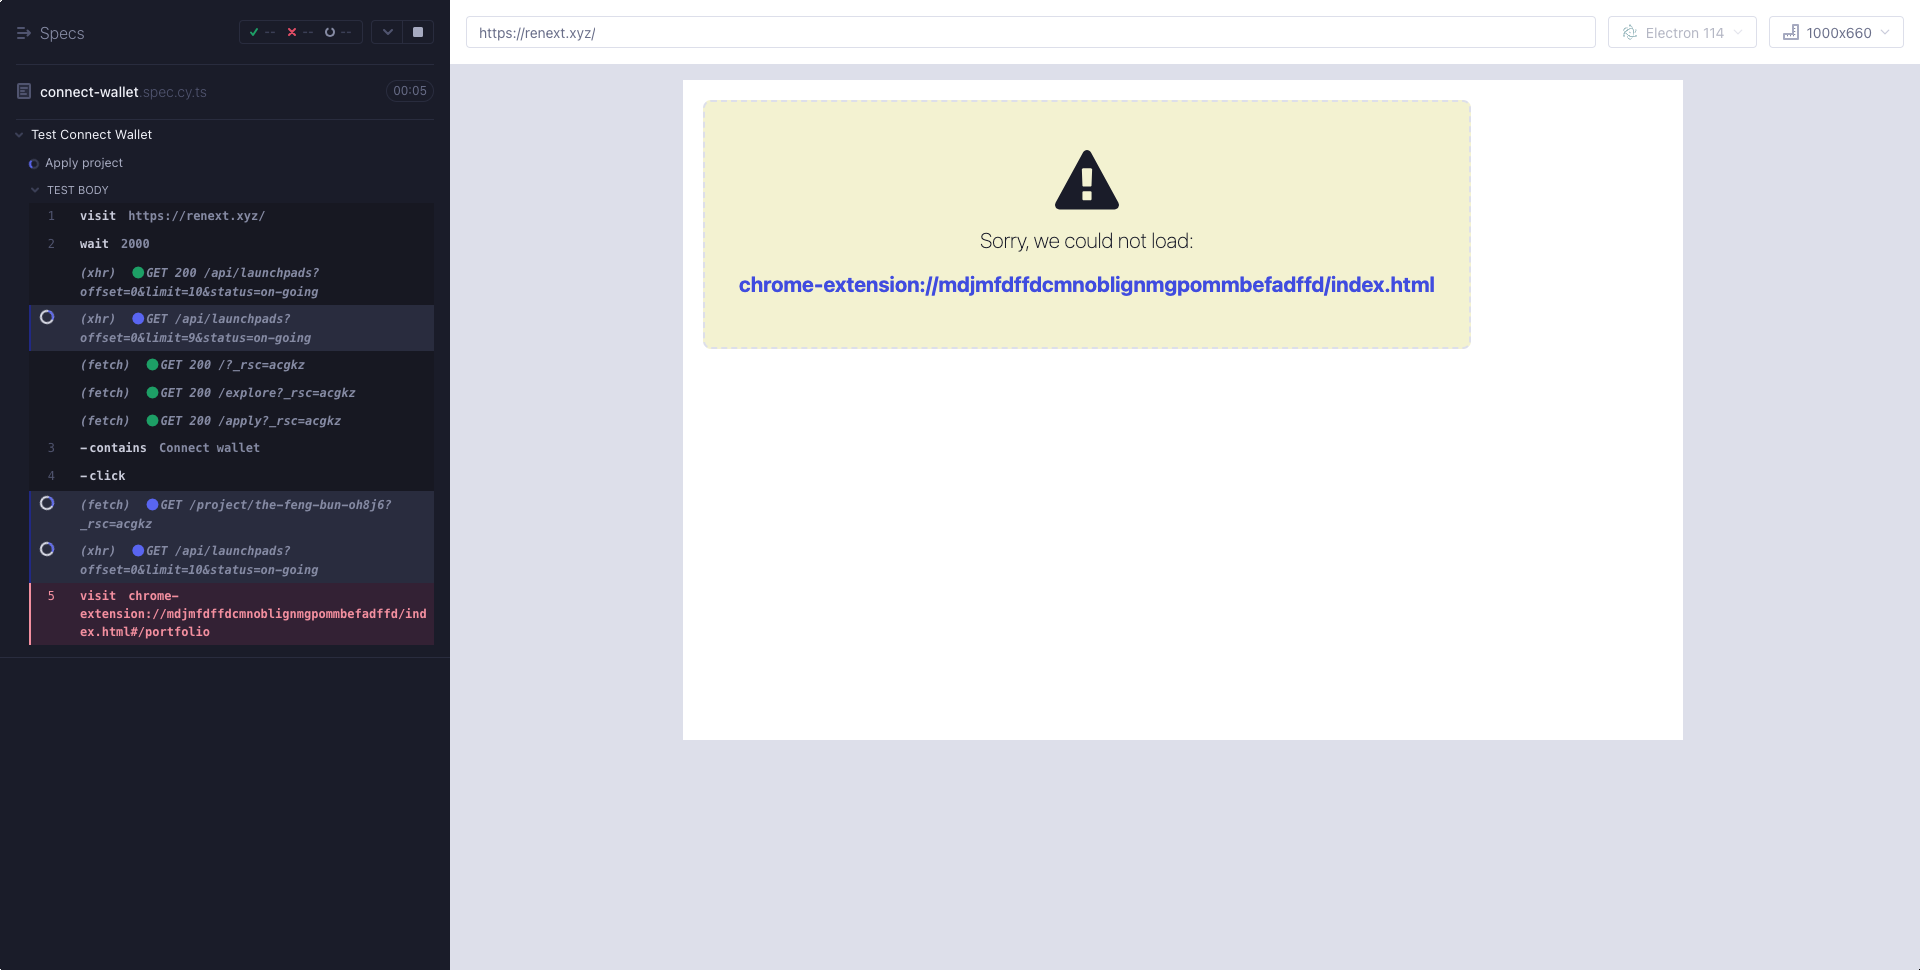 Specs
-- -- --
connect-wallet.spec.cy.ts
00:05
Test Connect Wallet
Apply project
TEST BODY
1 visit https://renext.xyz/
2 wait 2000
(xhr) GET 200 /api/launchpads?
offset=0&limit=10&status=on-going
(xhr) GET /api/launchpads?
offset=0&limit=9&status=on-going
(fetch) GET 200 /?_rsc=acgkz
(fetch) GET 200 /explore?_rsc=acgkz
(fetch) GET 200 /apply?_rsc=acgkz
3 -contains Connect wallet
4 -click
(fetch) GET /project/the-feng-bun-oh8j6?
_rsc=acgkz
(xhr) GET /api/launchpads?
offset=0&limit=10&status=on-going
5 visit chrome-
extension://mdjmfdffdcmnoblignmgpommbefadffd/ind
ex.html#/portfolio
https://renext.xyz/
Electron 114
1000x660
Sorry, we could not load:
chrome-extension://mdjmfdffdcmnoblignmgpommbefadffd/index.html